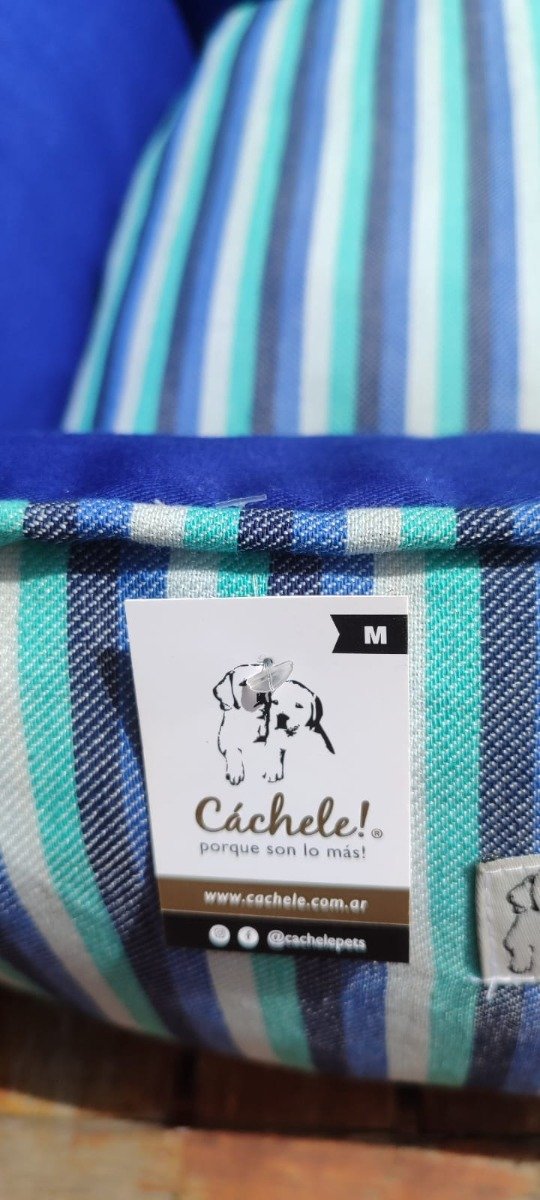 M
Cáchele!®
porque son lo más!
www.cachele.com.ar
@cachelepets